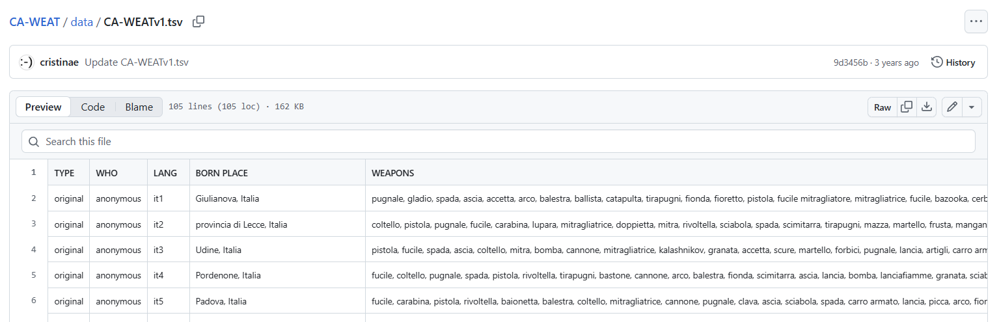 CA-WEAT / data / CA-WEATv1.tsv
:-) cristinae Update CA-WEATv1.tsv 9d3456b · 3 years ago History
Preview Code Blame 105 lines (105 loc) · 162 KB Raw
Search this file
1 TYPE WHO LANG BORN PLACE WEAPONS
2 original anonymous it1 Giulianova, Italia pugnale, gladio, spada, ascia, accetta, arco, balestra, ballista, catapulta, tirapugni, fionda, fioretto, pistola, fucile mitragliatore, mitragliatrice, fucile, bazooka, cerb
3 original anonymous it2 provincia di Lecce, Italia coltello, pistola, pugnale, fucile, carabina, lupara, mitragliatrice, doppietta, mitra, rivoltella, sciabola, spada, scimitarra, tirapugni, mazza, martello, frusta, mangan
4 original anonymous it3 Udine, Italia pistola, fucile, spada, ascia, coltello, mitra, bomba, cannone, mitragliatrice, kalashnikov, granata, accetta, scure, martello, forbici, pugnale, lancia, artigli, carro arm
5 original anonymous it4 Pordenone, Italia fucile, coltello, pugnale, spada, pistola, rivoltella, tirapugni, bastone, cannone, arco, balestra, fionda, scimitarra, ascia, lancia, bomba, lanciafiamme, granata, sciab
6 original anonymous it5 Padova, Italia fucile, carabina, pistola, rivoltella, baionetta, balestra, coltello, mitragliatrice, cannone, pugnale, clava, ascia, sciabola, spada, carro armato, lancia, picca, arco, fior